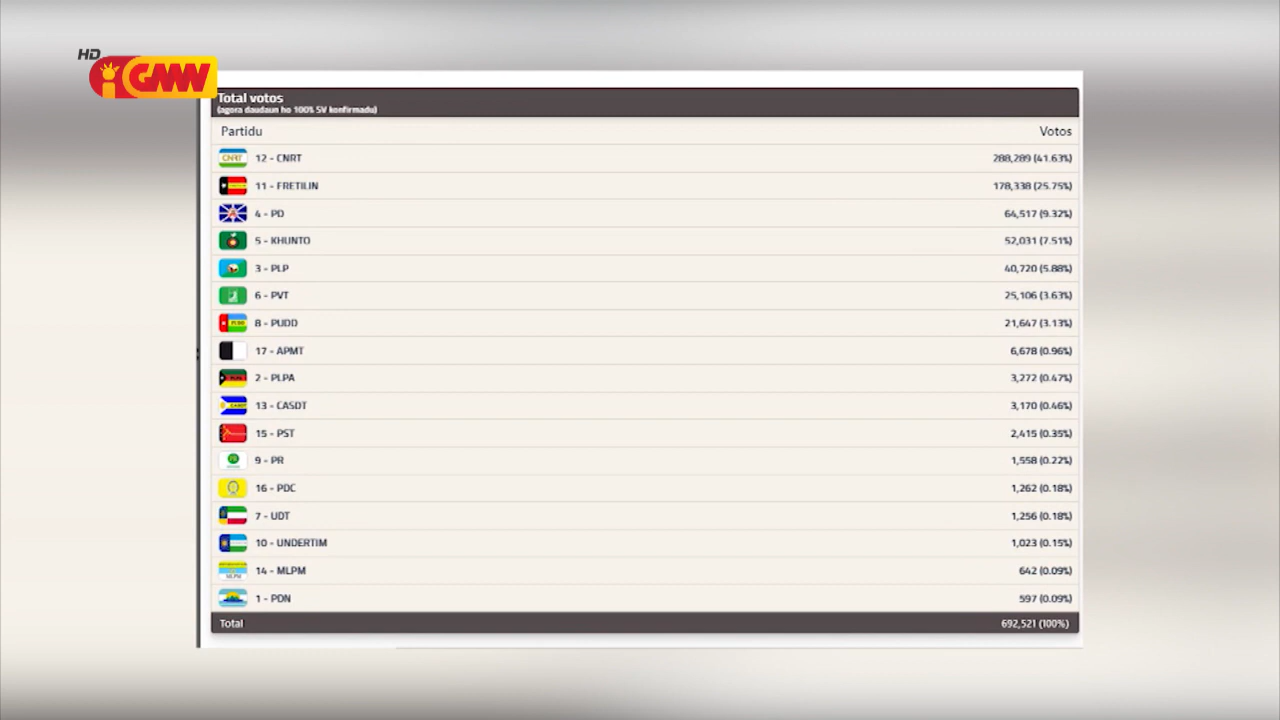 HD
GMN
Total votos
(agora daudaun ho 100% SV konfirmadu)
Partidu Votos
CNRT 12 - CNRT 288,289 (41.63%)
11 - FRETILIN 178,338 (25.75%)
4 - PD 64,517 (9.32%)
5 - KHUNTO 52,031 (7.51%)
3 - PLP 40,720 (5.88%)
6 - PVT 25,106 (3.63%)
8 - PUDD 21,647 (3.13%)
17 - APMT 6,678 (0.96%)
2 - PLPA 3,272 (0.47%)
13 - CASDT 3,170 (0.46%)
15 - PST 2,415 (0.35%)
9 - PR 1,558 (0.22%)
16 - PDC 1,262 (0.18%)
7 - UDT 1,256 (0.18%)
10 - UNDERTIM 1,023 (0.15%)
MLPM 14 - MLPM 642 (0.09%)
1 - PDN 597 (0.09%)
Total 692,521 (100%)